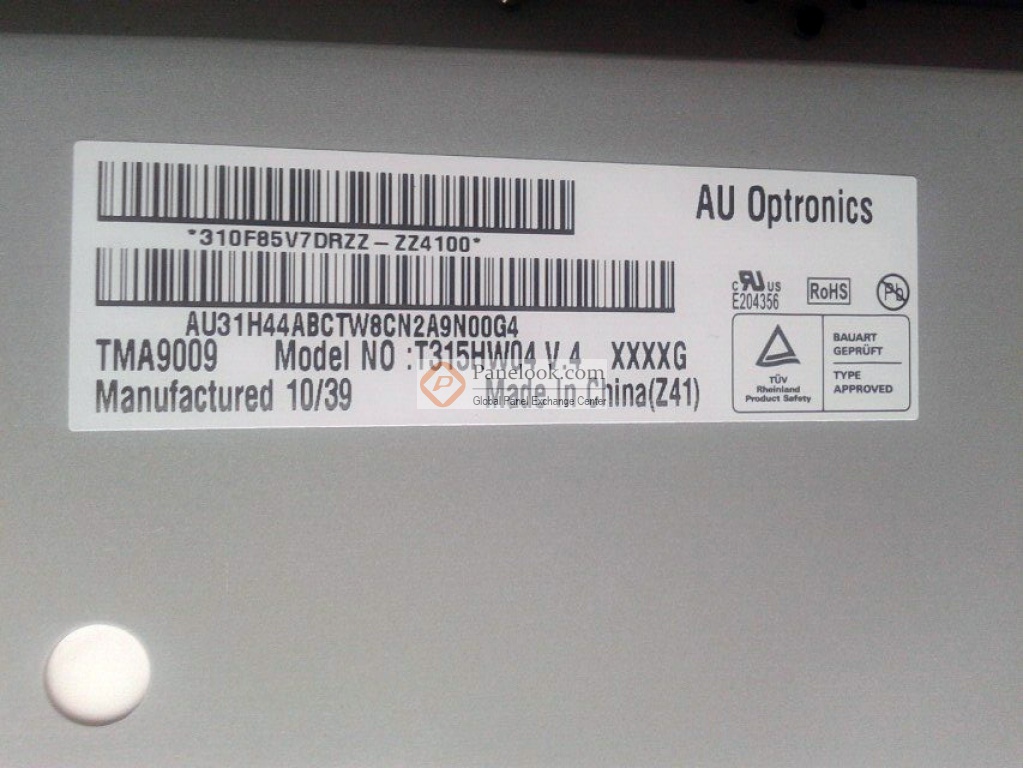 AU Optronics
*310F85V7DRZZ-ZZ4100*
AU31H44ABCTW8CN2A9N00G4
TMA9009 Model NO :T315HW04 V.4 XXXXG
Manufactured 10/39 Made In China(Z41)
Panelook.com
Global Panel Exchange Center
c RU US
E204356
RoHS
Pb
TÜV
Rheinland
Product Safety
BAUART
GEPRÜFT
TYPE
APPROVED